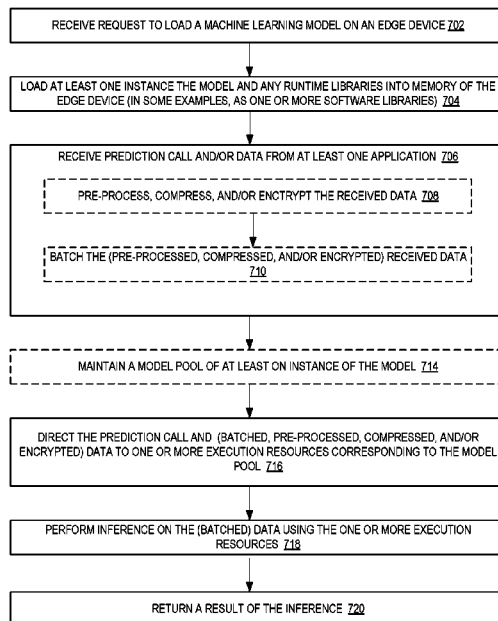 RECEIVE REQUEST TO LOAD A MACHINE LEARNING MODEL ON AN EDGE DEVICE 702
LOAD AT LEAST ONE INSTANCE THE MODEL AND ANY RUNTIME LIBRARIES INTO MEMORY OF THE
EDGE DEVICE (IN SOME EXAMPLES, AS ONE OR MORE SOFTWARE LIBRARIES) 704
RECEIVE PREDICTION CALL AND/OR DATA FROM AT LEAST ONE APPLICATION 706
PRE-PROCESS, COMPRESS, AND/OR ENCTRYPT THE RECEIVED DATA 708
BATCH THE (PRE-PROCESSED, COMPRESSED, AND/OR ENCRYPTED) RECEIVED DATA
710
MAINTAIN A MODEL POOL OF AT LEAST ON INSTANCE OF THE MODEL 714
DIRECT THE PREDICTION CALL AND (BATCHED, PRE-PROCESSED, COMPRESSED, AND/OR
ENCRYPTED) DATA TO ONE OR MORE EXECUTION RESOURCES CORRESPONDING TO THE MODEL
POOL 716
PERFORM INFERENCE ON THE (BATCHED) DATA USING THE ONE OR MORE EXECUTION
RESOURCES 718
RETURN A RESULT OF THE INFERENCE 720